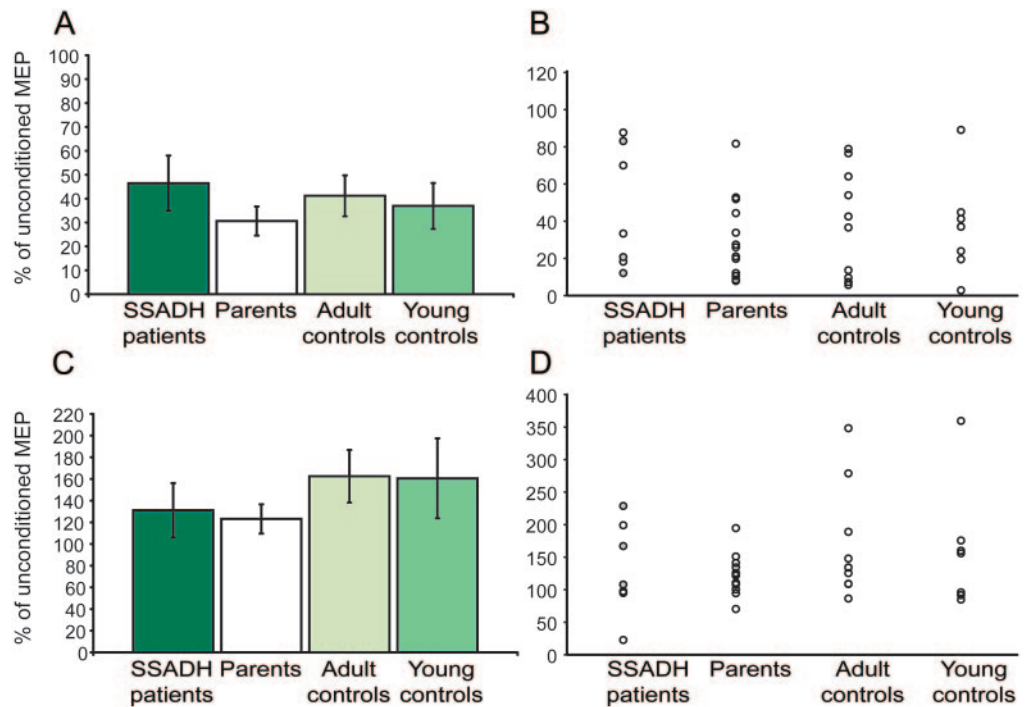 A
% of unconditioned MEP
100
90
80
70
60
50
40
30
20
10
0
SSADH
patients
Parents
Adult
controls
Young
controls
B
120
100
80
60
40
20
0
SSADH
patients
Parents
Adult
controls
Young
controls
C
% of unconditioned MEP
220
200
180
160
140
120
100
80
60
40
20
0
SSADH
patients
Parents
Adult
controls
Young
controls
D
400
350
300
250
200
150
100
50
0
SSADH
patients
Parents
Adult
controls
Young
controls